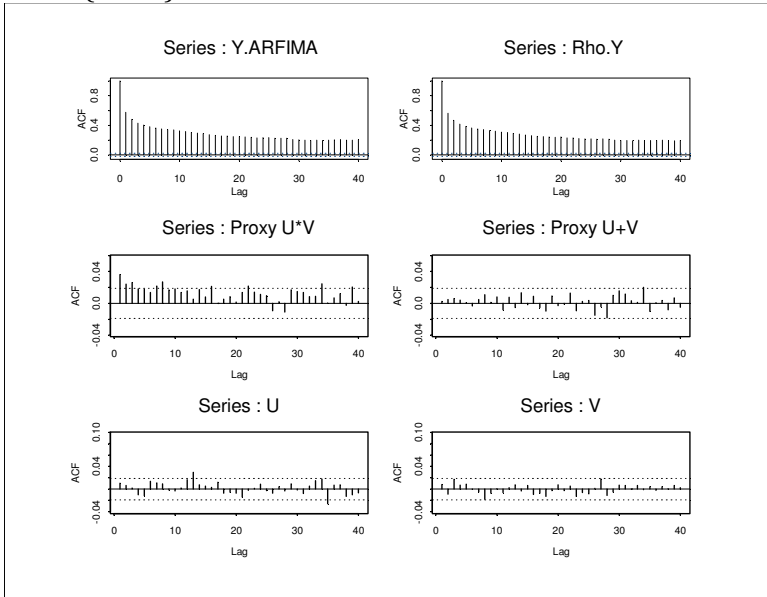 Series : Y.ARFIMA
ACF
0.0 0.4 0.8
0 10 20 30 40
Lag
Series : Rho.Y
ACF
0.0 0.4 0.8
0 10 20 30 40
Lag
Series : Proxy U*V
ACF
-0.04 0.0 0.04
0 10 20 30 40
Lag
Series : Proxy U+V
ACF
-0.04 0.0 0.04
0 10 20 30 40
Lag
Series : U
ACF
-0.04 0.04 0.10
0 10 20 30 40
Lag
Series : V
ACF
-0.04 0.04 0.10
0 10 20 30 40
Lag